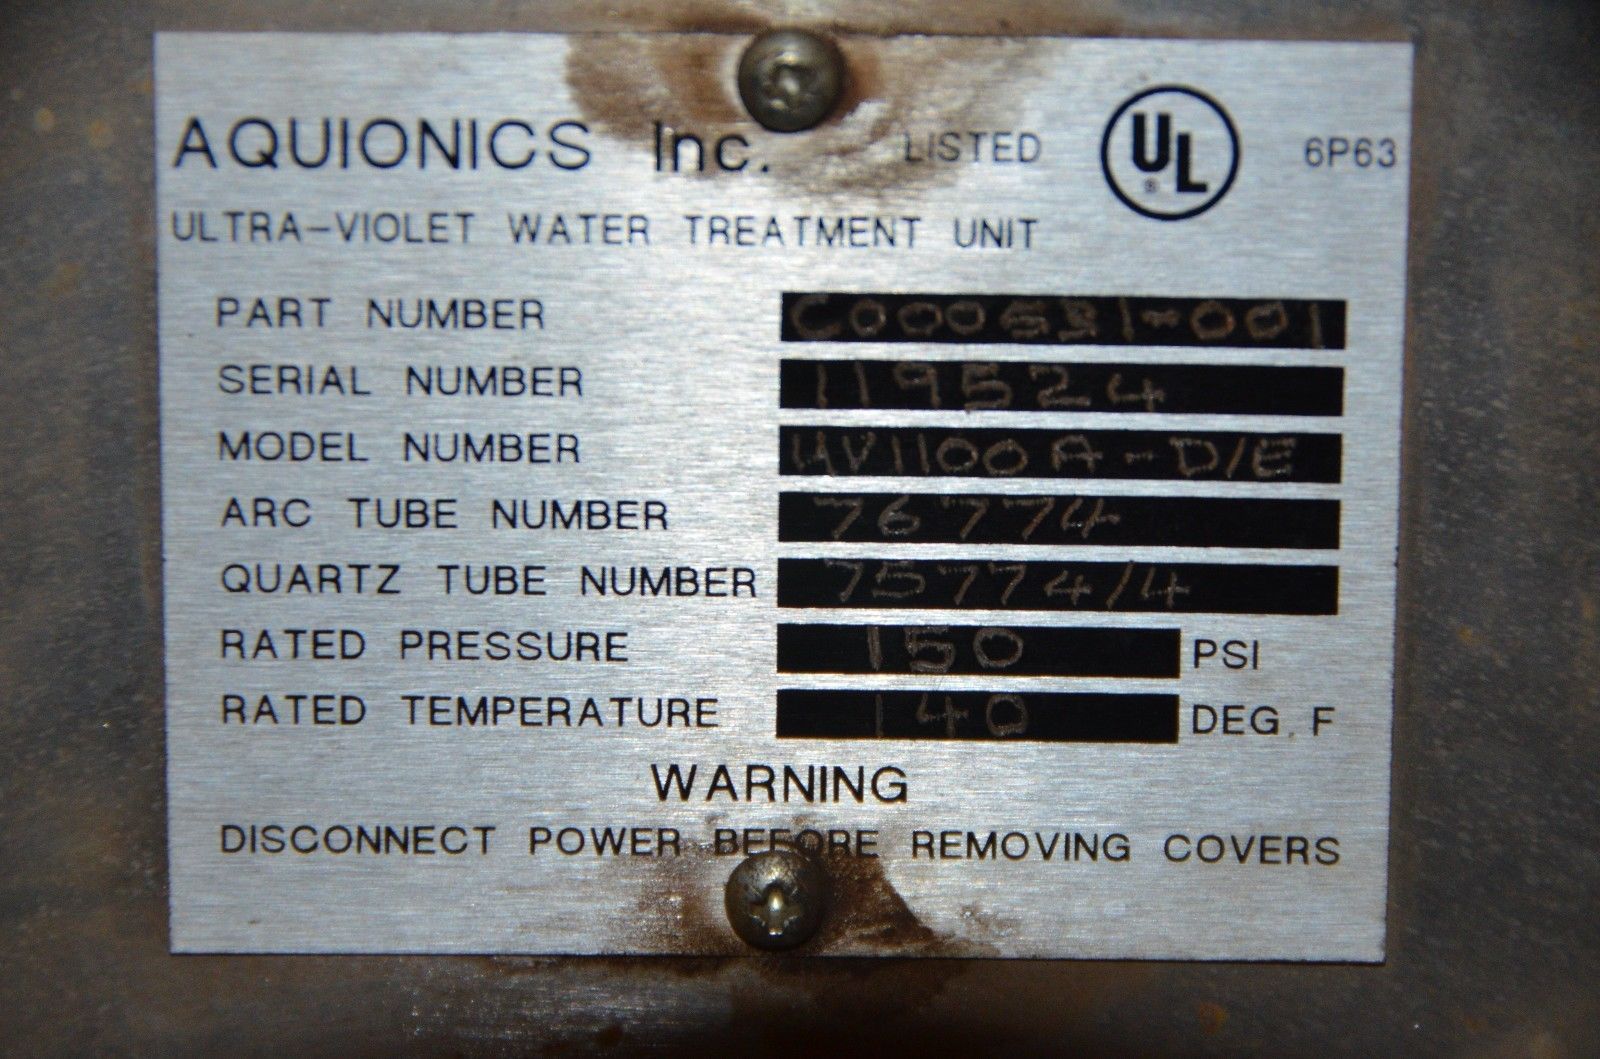 AQUIONICS Inc. LISTED UL® 6P63
ULTRA-VIOLET WATER TREATMENT UNIT
PART NUMBER
SERIAL NUMBER 119524
MODEL NUMBER UV1100A-D/E
ARC TUBE NUMBER 76774
QUARTZ TUBE NUMBER 75774/4
RATED PRESSURE 150 PSI
RATED TEMPERATURE 140 DEG. F
WARNING
DISCONNECT POWER BEFORE REMOVING COVERS